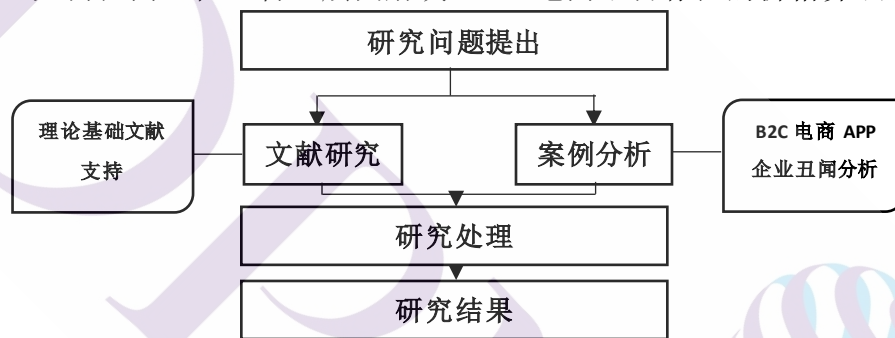 研究问题提出
理论基础文献
支持
文献研究
案例分析
B2C 电商 APP
企业丑闻分析
研究处理
研究结果